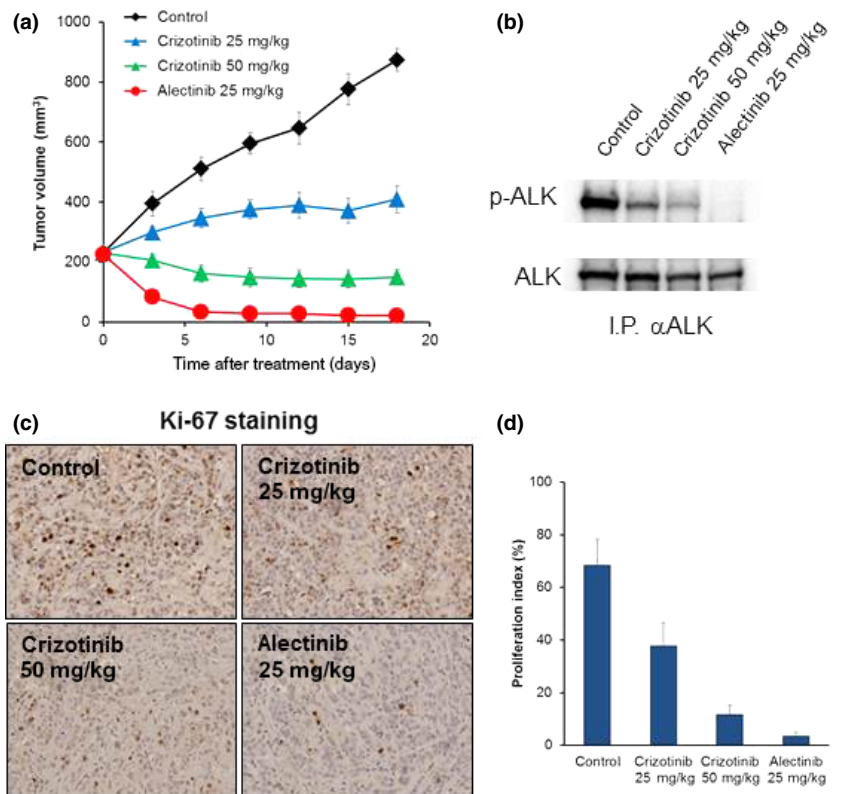 (a)
Control
Crizotinib 25 mg/kg
Crizotinib 50 mg/kg
Alectinib 25 mg/kg
Tumor volume (mm³)
1000
800
600
400
200
0
0 5 10 15 20
Time after treatment (days)
(b)
Control
Crizotinib 25 mg/kg
Crizotinib 50 mg/kg
Alectinib 25 mg/kg
p-ALK
ALK
I.P. αALK
(c)
Ki-67 staining
Control
Crizotinib
25 mg/kg
Crizotinib
50 mg/kg
Alectinib
25 mg/kg
(d)
Proliferation index (%)
100
80
60
40
20
0
Control Crizotinib Crizotinib Alectinib
25 mg/kg 50 mg/kg 25 mg/kg